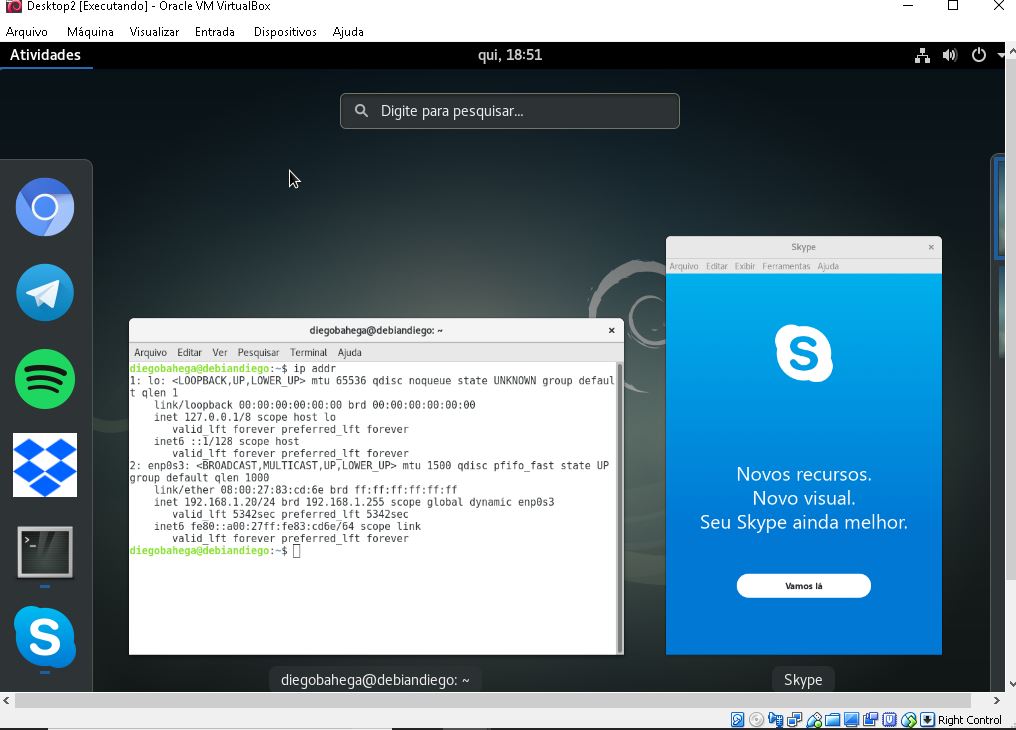 Desktop2 [Executando] - Oracle VM VirtualBox
Arquivo Máquina Visualizar Entrada Dispositivos Ajuda
Atividades qui, 18:51
Digite para pesquisar...
diegobahega@debiandiego: ~
Arquivo Editar Ver Pesquisar Terminal Ajuda
diegobahega@debiandiego:~$ ip addr
1: lo: <LOOPBACK,UP,LOWER_UP> mtu 65536 qdisc noqueue state UNKNOWN group defaul
t qlen 1
link/loopback 00:00:00:00:00:00 brd 00:00:00:00:00:00
inet 127.0.0.1/8 scope host lo
valid_lft forever preferred_lft forever
inet6 ::1/128 scope host
valid_lft forever preferred_lft forever
2: enp0s3: <BROADCAST,MULTICAST,UP,LOWER_UP> mtu 1500 qdisc pfifo_fast state UP
group default qlen 1000
link/ether 08:00:27:83:cd:6e brd ff:ff:ff:ff:ff:ff
inet 192.168.1.20/24 brd 192.168.1.255 scope global dynamic enp0s3
valid_lft 5342sec preferred_lft 5342sec
inet6 fe80::a00:27ff:fe83:cd6e/64 scope link
valid_lft forever preferred_lft forever
diegobahega@debiandiego:~$
diegobahega@debiandiego: ~
Skype
Arquivo Editar Exibir Ferramentas Ajuda
Novos recursos.
Novo visual.
Seu Skype ainda melhor.
Vamos lá
Skype
Right Control